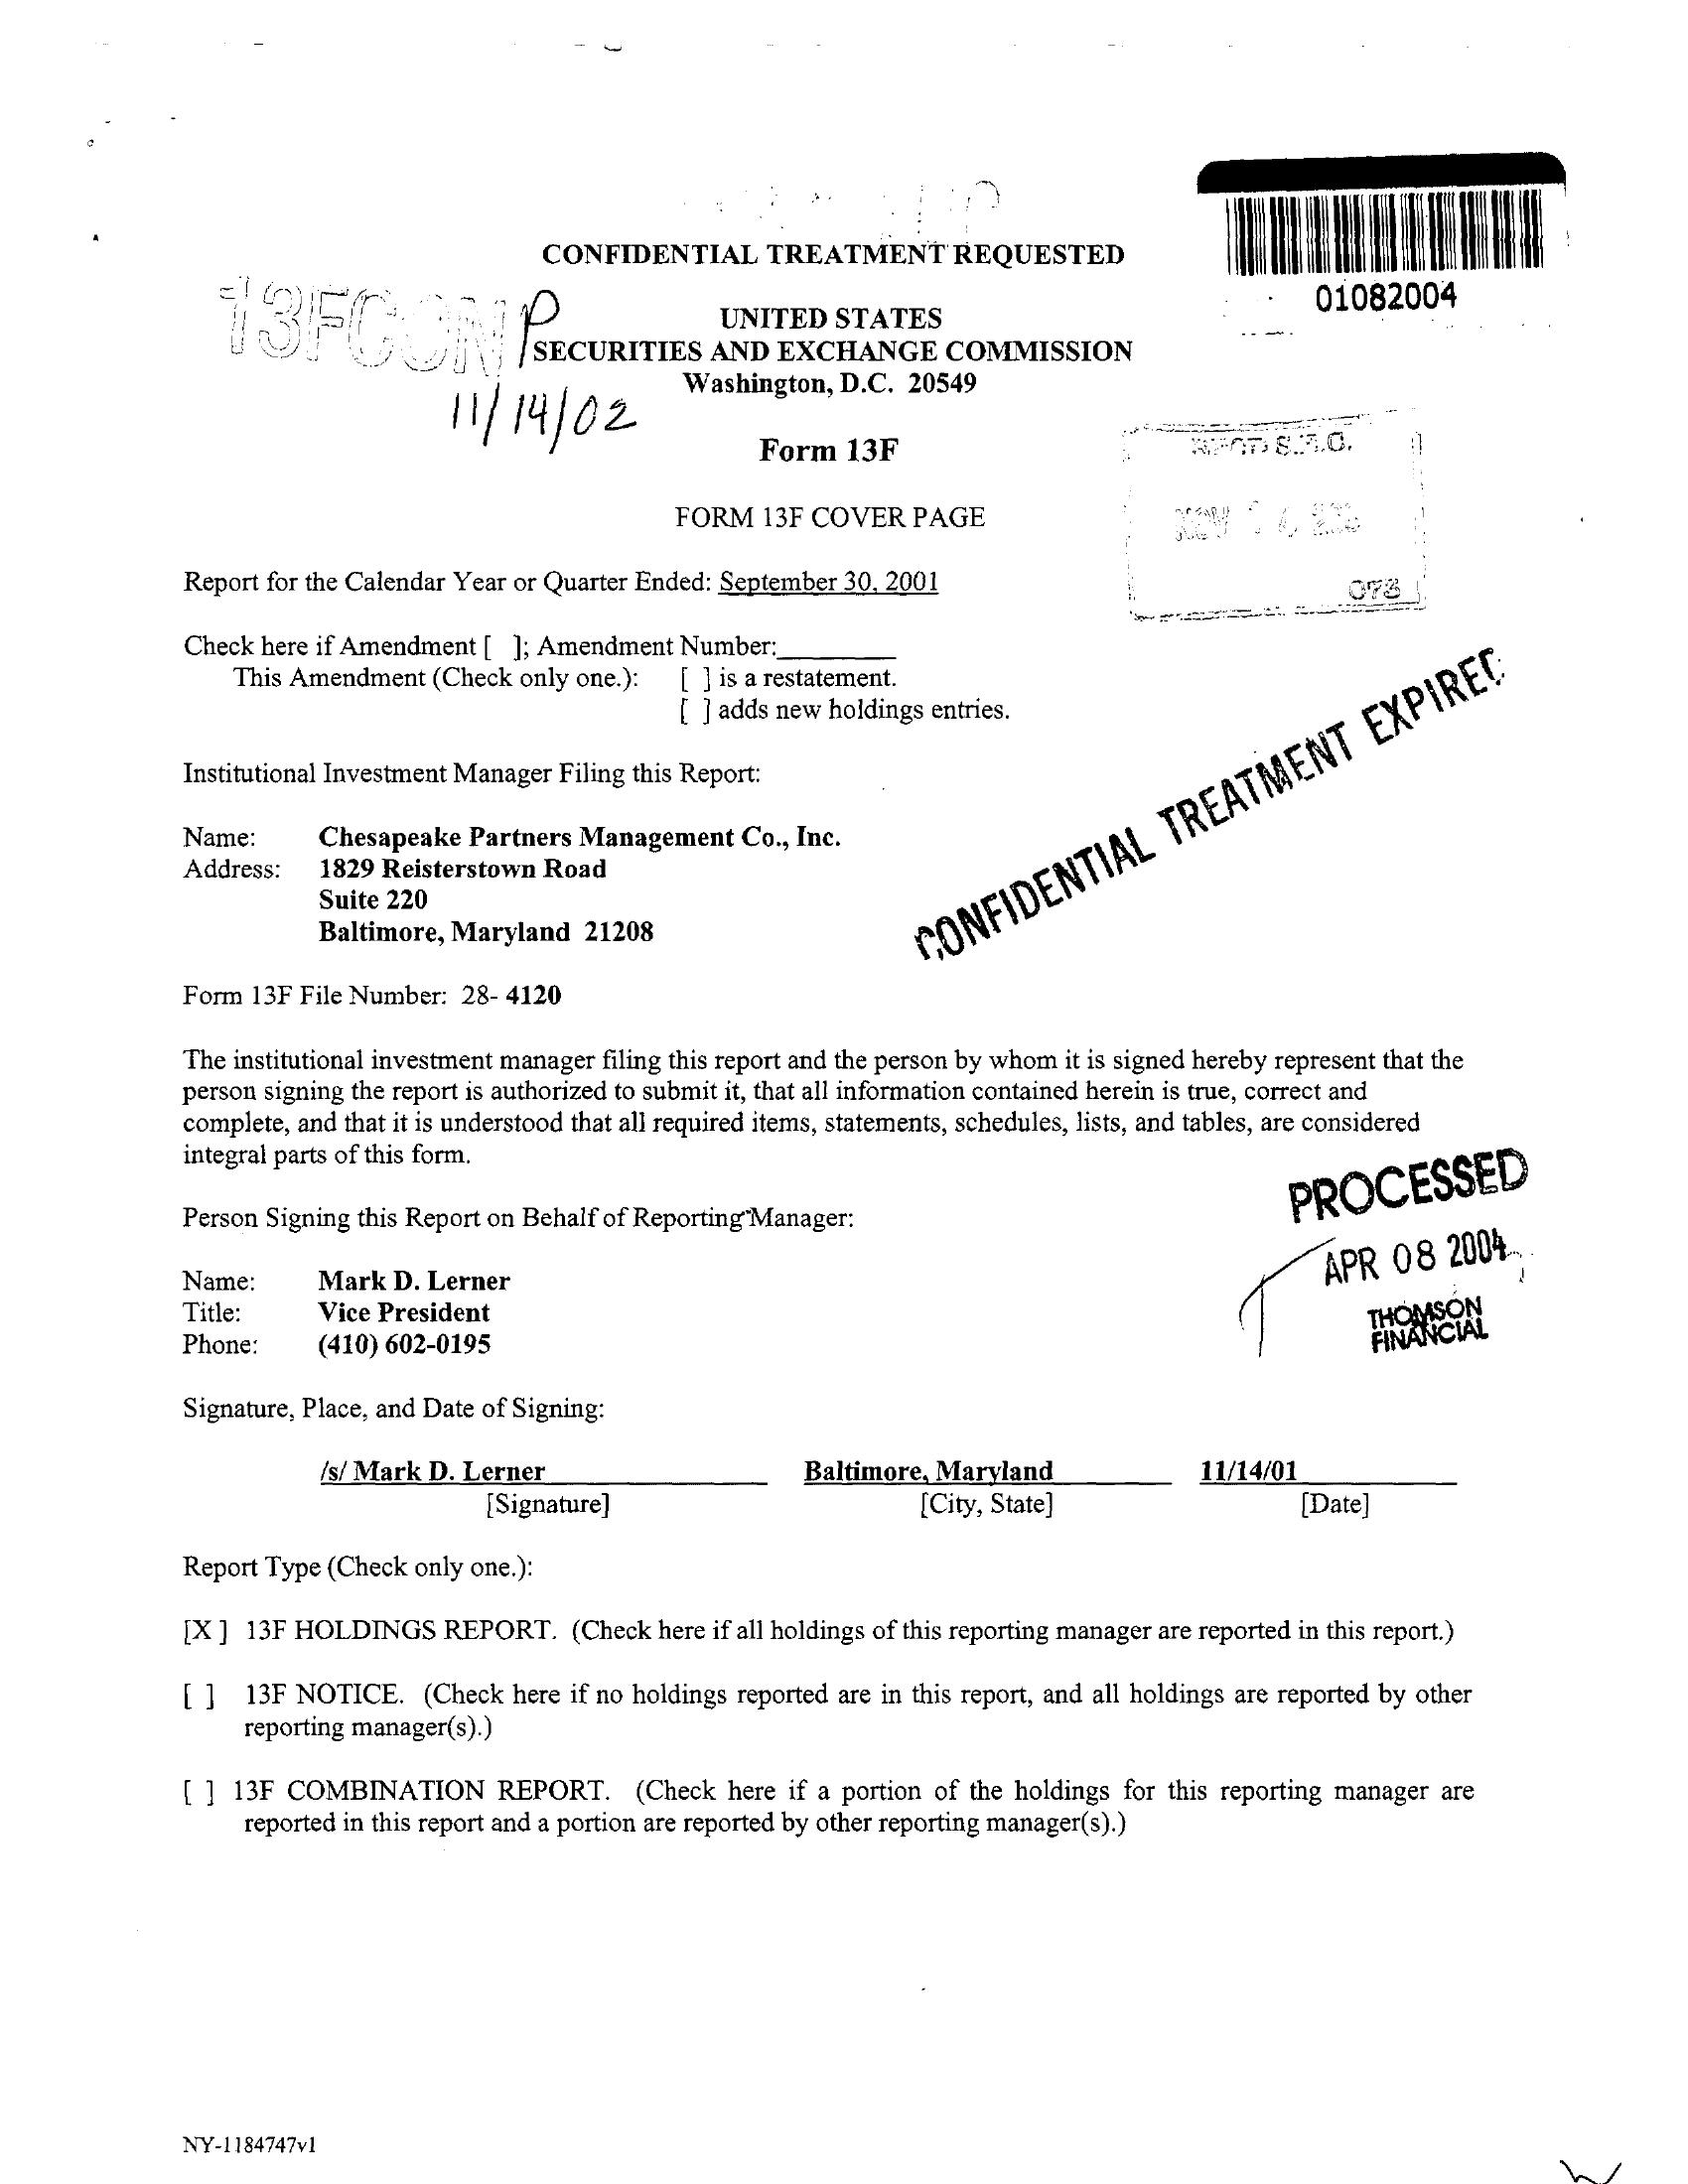 CONFIDENTIAL TREATMENT REQUESTED
01082004
13FCONP
11/14/02
UNITED STATES
SECURITIES AND EXCHANGE COMMISSION
Washington, D.C. 20549
Form 13F
FORM 13F COVER PAGE
S.E.C.
NOV
073
Report for the Calendar Year or Quarter Ended: September 30, 2001
Check here if Amendment [ ]; Amendment Number:________
This Amendment (Check only one.): [ ] is a restatement.
[ ] adds new holdings entries.
CONFIDENTIAL TREATMENT EXPIRED
Institutional Investment Manager Filing this Report:
Name: Chesapeake Partners Management Co., Inc.
Address: 1829 Reisterstown Road
Suite 220
Baltimore, Maryland 21208
Form 13F File Number: 28- 4120
The institutional investment manager filing this report and the person by whom it is signed hereby represent that the
person signing the report is authorized to submit it, that all information contained herein is true, correct and
complete, and that it is understood that all required items, statements, schedules, lists, and tables, are considered
integral parts of this form.
PROCESSED
APR 08 2004
THOMSON
FINANCIAL
Person Signing this Report on Behalf of Reporting Manager:
Name: Mark D. Lerner
Title: Vice President
Phone: (410) 602-0195
Signature, Place, and Date of Signing:
/s/ Mark D. Lerner Baltimore, Maryland 11/14/01
[Signature] [City, State] [Date]
Report Type (Check only one.):
[X ] 13F HOLDINGS REPORT. (Check here if all holdings of this reporting manager are reported in this report.)
[ ] 13F NOTICE. (Check here if no holdings reported are in this report, and all holdings are reported by other
reporting manager(s).)
[ ] 13F COMBINATION REPORT. (Check here if a portion of the holdings for this reporting manager are
reported in this report and a portion are reported by other reporting manager(s).)
NY-1184747v1